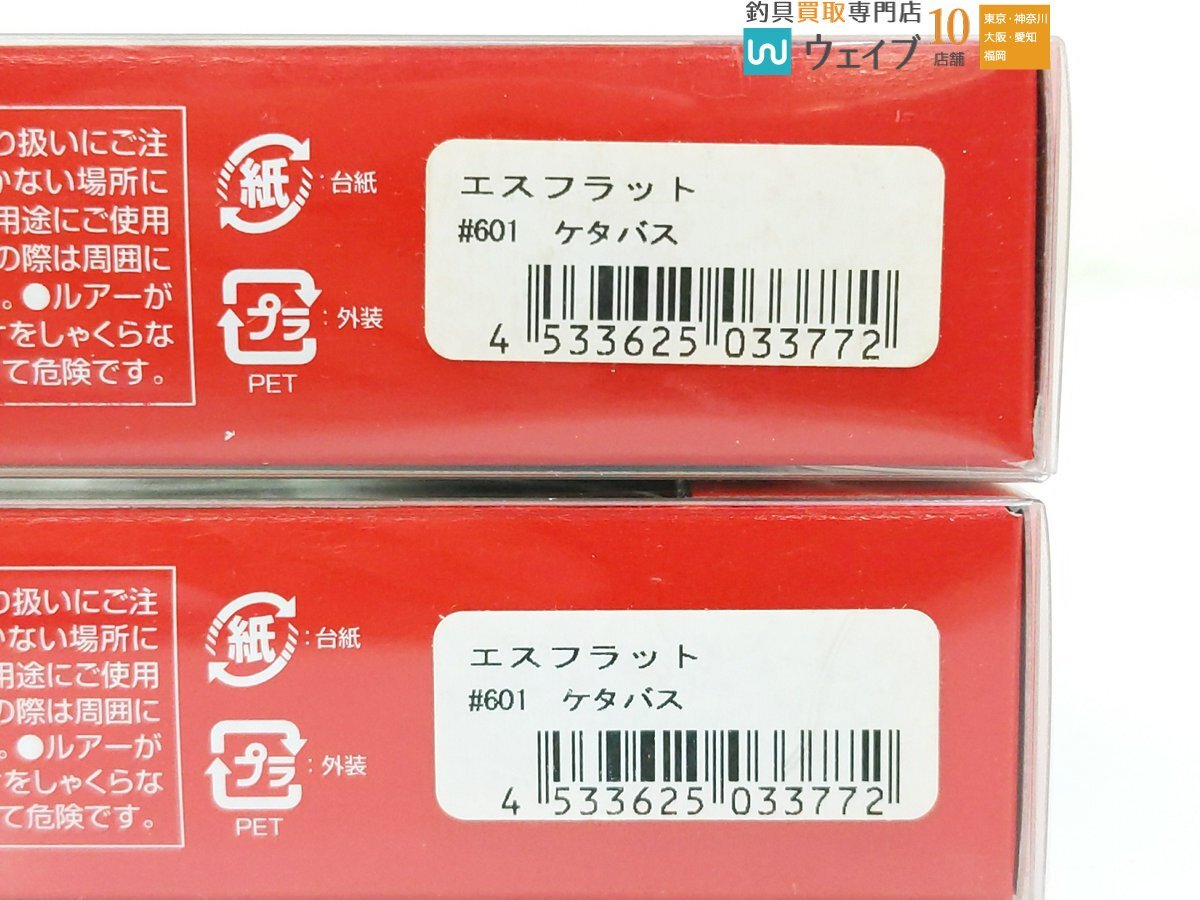 釣具買取専門店
ウェイブ
10
店舗
東京・神奈川
大阪・愛知
福岡
り扱いにご注
かない場所に
用途にご使用
の際は周囲に
。●ルアーが
をしゃくらな
て危険です。
紙:台紙
プラ:外装
PET
エスフラット
#601 ケタバス
4 533625 033772
り扱いにご注
かない場所に
用途にご使用
の際は周囲に
。●ルアーが
をしゃくらな
て危険です。
紙:台紙
プラ:外装
PET
エスフラット
#601 ケタバス
4 533625 033772